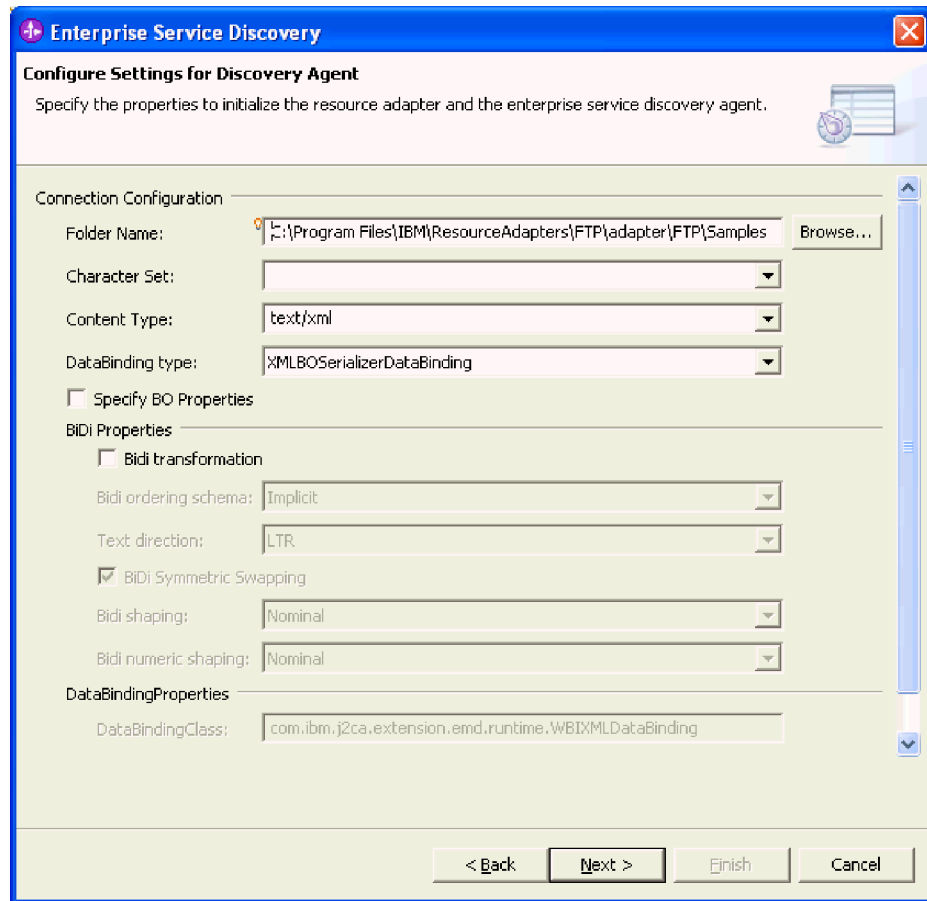 Enterprise Service Discovery
Configure Settings for Discovery Agent
Specify the properties to initialize the resource adapter and the enterprise service discovery agent.
Connection Configuration
Folder Name: C:\Program Files\IBM\ResourceAdapters\FTP\adapter\FTP\Samples Browse...
Character Set:
Content Type: text/xml
DataBinding type: XMLBOSerializerDataBinding
Specify BO Properties
BiDi Properties
Bidi transformation
Bidi ordering schema: Implicit
Text direction: LTR
BiDi Symmetric Swapping
Bidi shaping: Nominal
Bidi numeric shaping: Nominal
DataBindingProperties
DataBindingClass: com.ibm.j2ca.extension.emd.runtime.WBIXMLDataBinding
< Back Next > Finish Cancel